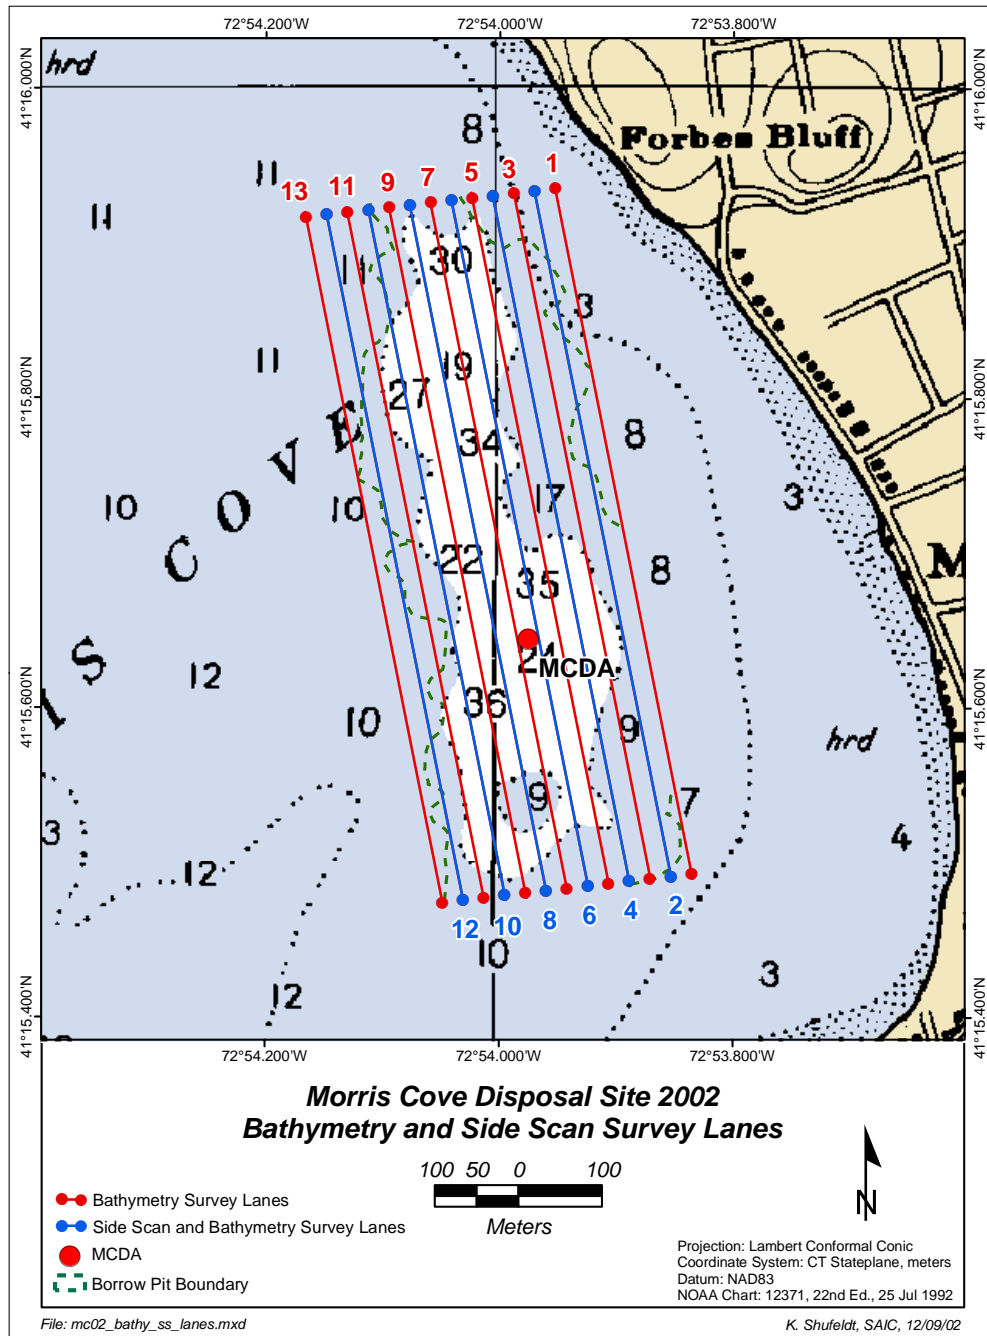 72°54.200'W 72°54.000'W 72°53.800'W
hrd
41°16.000'N 41°16.000'N
8
Forbes Bluff
11
13 11 9 7 5 3 1
11
30
11
3
19
11
27
41°15.800'N 41°15.800'N
E
34
8
V
17
3
10
O
10
C
22
35
8
M
S
24
MCDA
12
36
10
9
I
41°15.600'N 41°15.600'N
hrd
9
7
3
4
12
12 10 8 6 4 2
10
3
12
41°15.400'N 41°15.400'N
72°54.200'W 72°54.000'W 72°53.800'W
Morris Cove Disposal Site 2002
Bathymetry and Side Scan Survey Lanes
100 50 0 100
Meters
N
Bathymetry Survey Lanes
Side Scan and Bathymetry Survey Lanes
MCDA
Borrow Pit Boundary
Projection: Lambert Conformal Conic
Coordinate System: CT Stateplane, meters
Datum: NAD83
NOAA Chart: 12371, 22nd Ed., 25 Jul 1992
File: mc02_bathy_ss_lanes.mxd
K. Shufeldt, SAIC, 12/09/02